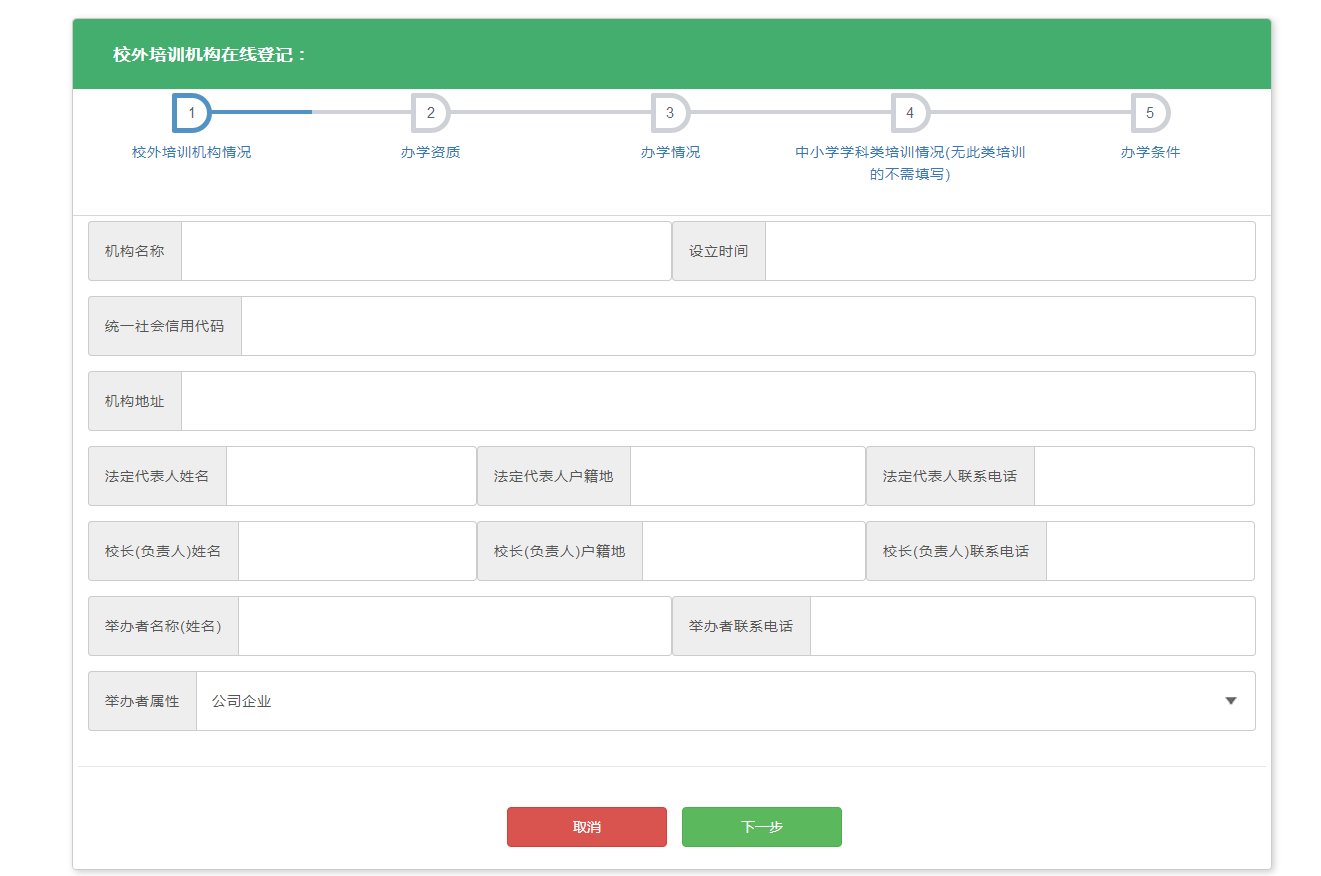 校外培训机构在线登记：
1 2 3 4 5
校外培训机构情况 办学资质 办学情况 中小学学科类培训情况(无此类培训
的不需填写) 办学条件
机构名称 设立时间
统一社会信用代码
机构地址
法定代表人姓名 法定代表人户籍地 法定代表人联系电话
校长(负责人)姓名 校长(负责人)户籍地 校长(负责人)联系电话
举办者名称(姓名) 举办者联系电话
举办者属性 公司企业
取消 下一步